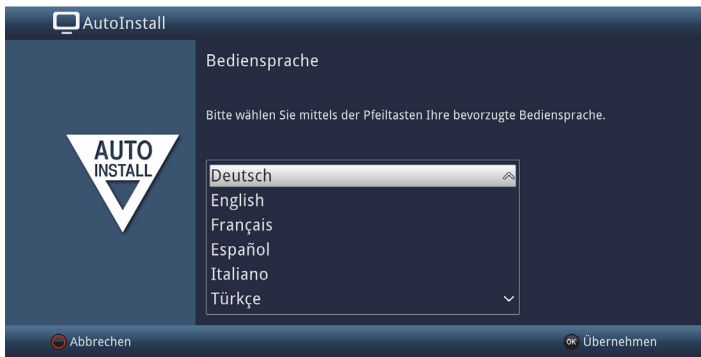 AutoInstall
Bediensprache
Bitte wählen Sie mittels der Pfeiltasten Ihre bevorzugte Bediensprache.
AUTO
INSTALL
Deutsch
English
Français
Español
Italiano
Türkçe
Abbrechen
OK Übernehmen